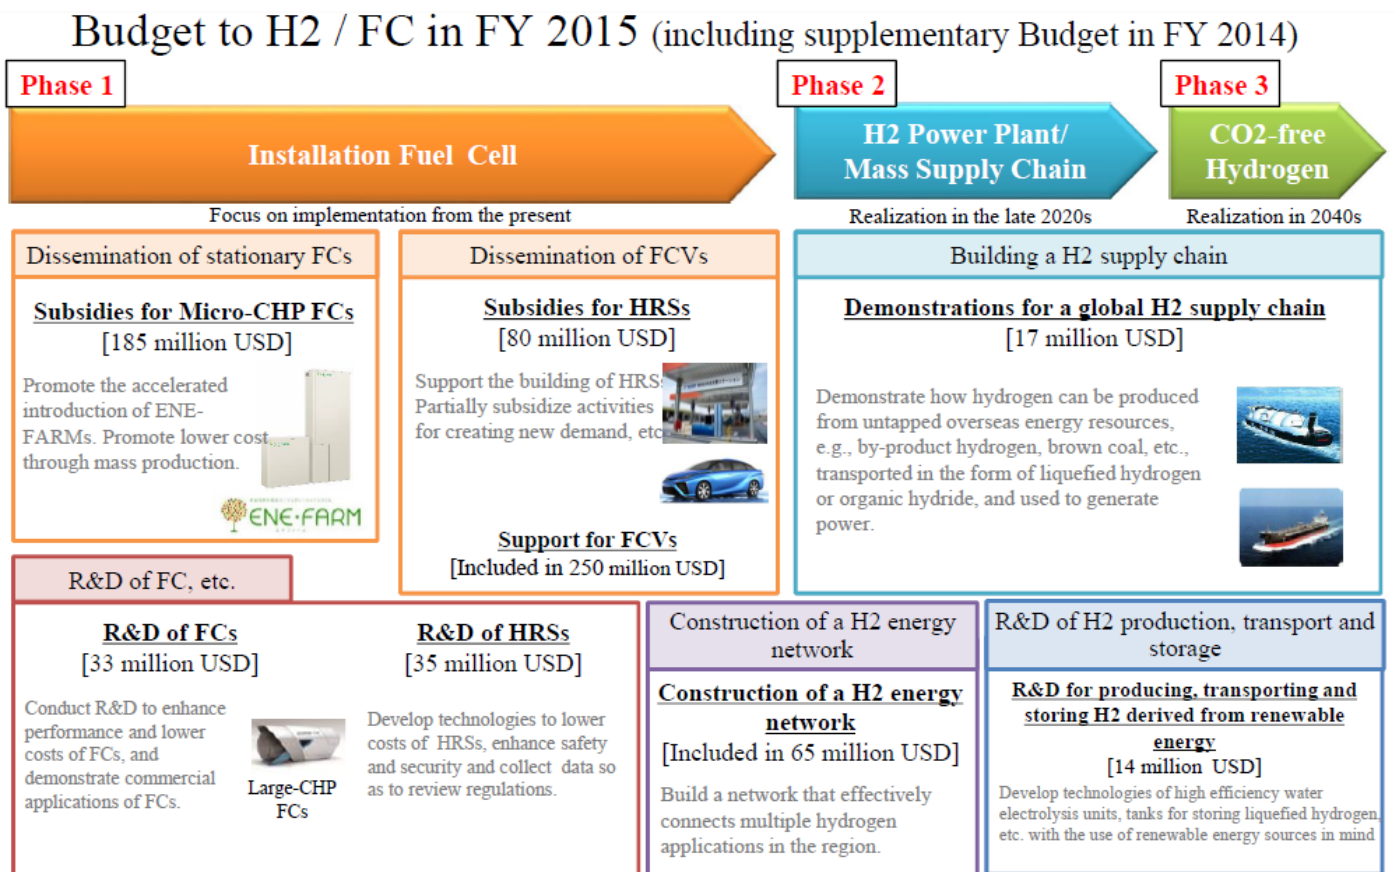 Budget to H2 / FC in FY 2015 (including supplementary Budget in FY 2014)
Phase 1
Phase 2
Phase 3
Installation Fuel Cell
H2 Power Plant/
Mass Supply Chain
CO2-free
Hydrogen
Focus on implementation from the present
Realization in the late 2020s
Realization in 2040s
Dissemination of stationary FCs
Subsidies for Micro-CHP FCs
[185 million USD]
Promote the accelerated
introduction of ENE-
FARMs. Promote lower cost
through mass production.
ENE·FARM
Dissemination of FCVs
Subsidies for HRSs
[80 million USD]
Support the building of HRSs
Partially subsidize activities
for creating new demand, etc
Support for FCVs
[Included in 250 million USD]
Building a H2 supply chain
Demonstrations for a global H2 supply chain
[17 million USD]
Demonstrate how hydrogen can be produced
from untapped overseas energy resources,
e.g., by-product hydrogen, brown coal, etc.,
transported in the form of liquefied hydrogen
or organic hydride, and used to generate
power.
R&D of FC, etc.
R&D of FCs
[33 million USD]
Conduct R&D to enhance
performance and lower
costs of FCs, and
demonstrate commercial
applications of FCs.
Large-CHP
FCs
R&D of HRSs
[35 million USD]
Develop technologies to lower
costs of HRSs, enhance safety
and security and collect data so
as to review regulations.
Construction of a H2 energy
network
Construction of a H2 energy
network
[Included in 65 million USD]
Build a network that effectively
connects multiple hydrogen
applications in the region.
R&D of H2 production, transport and
storage
R&D for producing, transporting and
storing H2 derived from renewable
energy
[14 million USD]
Develop technologies of high efficiency water
electrolysis units, tanks for storing liquefied hydrogen,
etc. with the use of renewable energy sources in mind